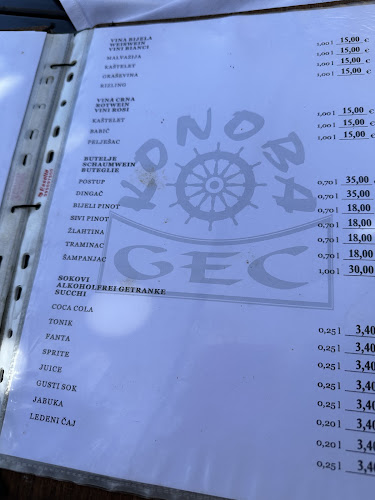 VINA BIJELA
WEIßWEIN
VINI BIANCI
MALVAZIJA 1,00 l 15,00 €
KAŠTELET 1,00 l 15,00 €
GRAŠEVINA 1,00 l 15,00 €
RIZLING 1,00 l 15,00 €
VINA CRNA
ROTWEIN
VINI ROSI
KAŠTELET 1,00 l 15,00 €
BABIĆ 1,00 l 15,00 €
PELJEŠAC 1,00 l 15,00 €
BUTELJE
SCHAUMWEIN
BUTEGLIE
POSTUP 0,70 l 35,00
DINGAČ 0,70 l 35,00
BIJELI PINOT 0,70 l 18,00
SIVI PINOT 0,70 l 18,00
ŽLAHTINA 0,70 l 18,00
TRAMINAC 0,70 l 18,00
ŠAMPANJAC 1,00 l 30,00
SOKOVI
ALKOHOLFREI GETRANKE
SUCCHI
COCA COLA 0,25 l 3,40
TONIK 0,25 l 3,40
FANTA 0,25 l 3,40
SPRITE 0,25 l 3,40
JUICE 0,25 l 3,40
GUSTI SOK 0,20 l 3,40
JABUKA 0,20 l 3,40
LEDENI ČAJ 0,25 l 3,40
KONOBA
GEC